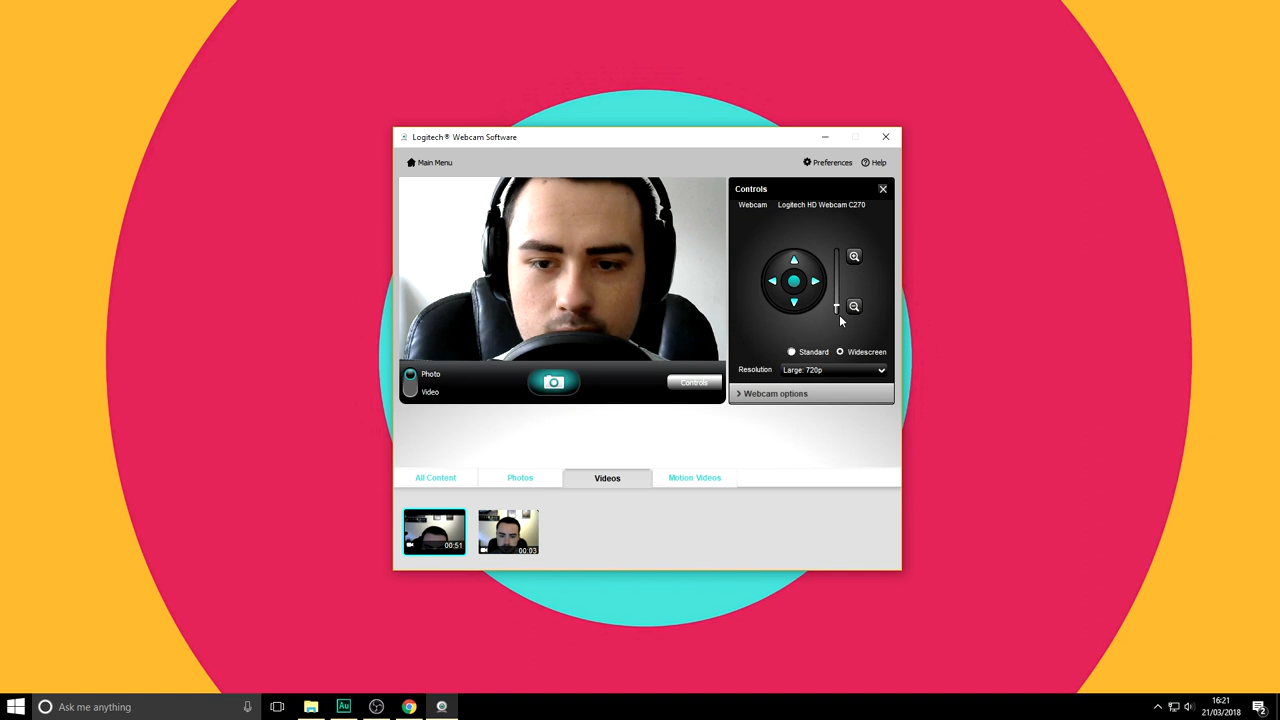 Logitech® Webcam Software
Main Menu
Preferences
Help
Controls
Webcam Logitech HD Webcam C270
Standard
Widescreen
Resolution Large: 720p
Webcam options
Photo
Video
Controls
All Content
Photos
Videos
Motion Videos
00:51
00:03
Ask me anything
Au
16:21
21/03/2018
2